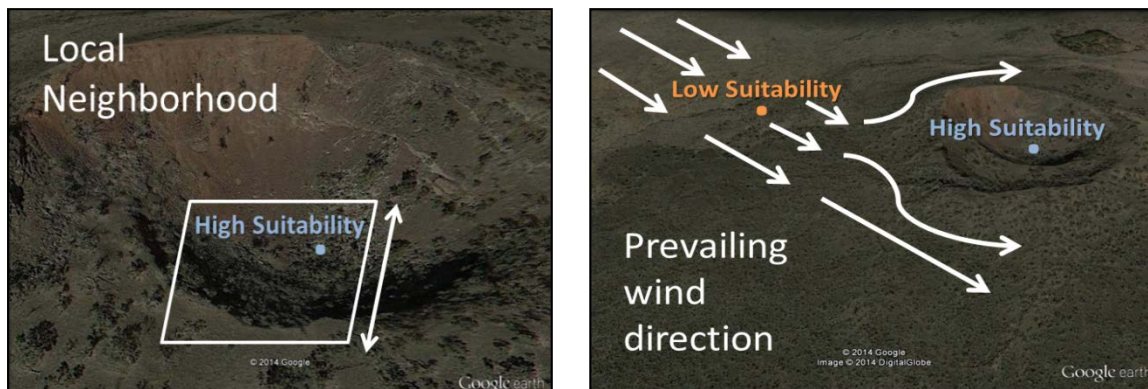 Local
Neighborhood
High Suitability
© 2014 Google
Google earth
Low Suitability
High Suitability
Prevailing
wind
direction
© 2014 Google
Image © 2014 DigitalGlobe
Google earth